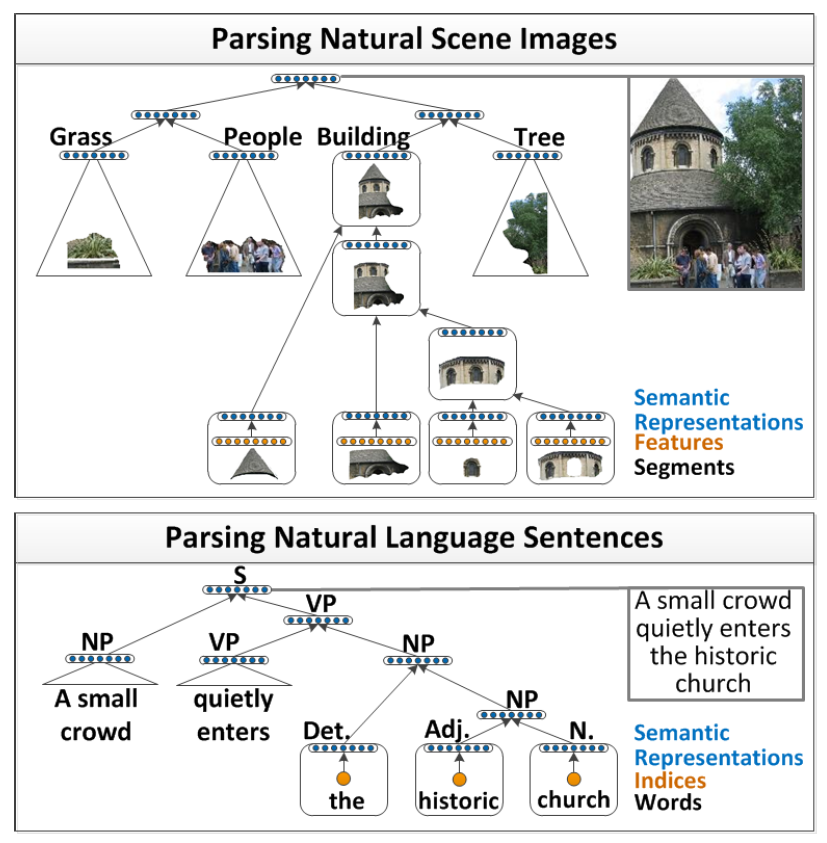 Parsing Natural Scene Images
Grass
People
Building
Tree
Semantic
Representations
Features
Segments
Parsing Natural Language Sentences
S
VP
NP
VP
NP
A small
crowd
quietly
enters
NP
Det.
Adj.
N.
the
historic
church
A small crowd
quietly enters
the historic
church
Semantic
Representations
Indices
Words